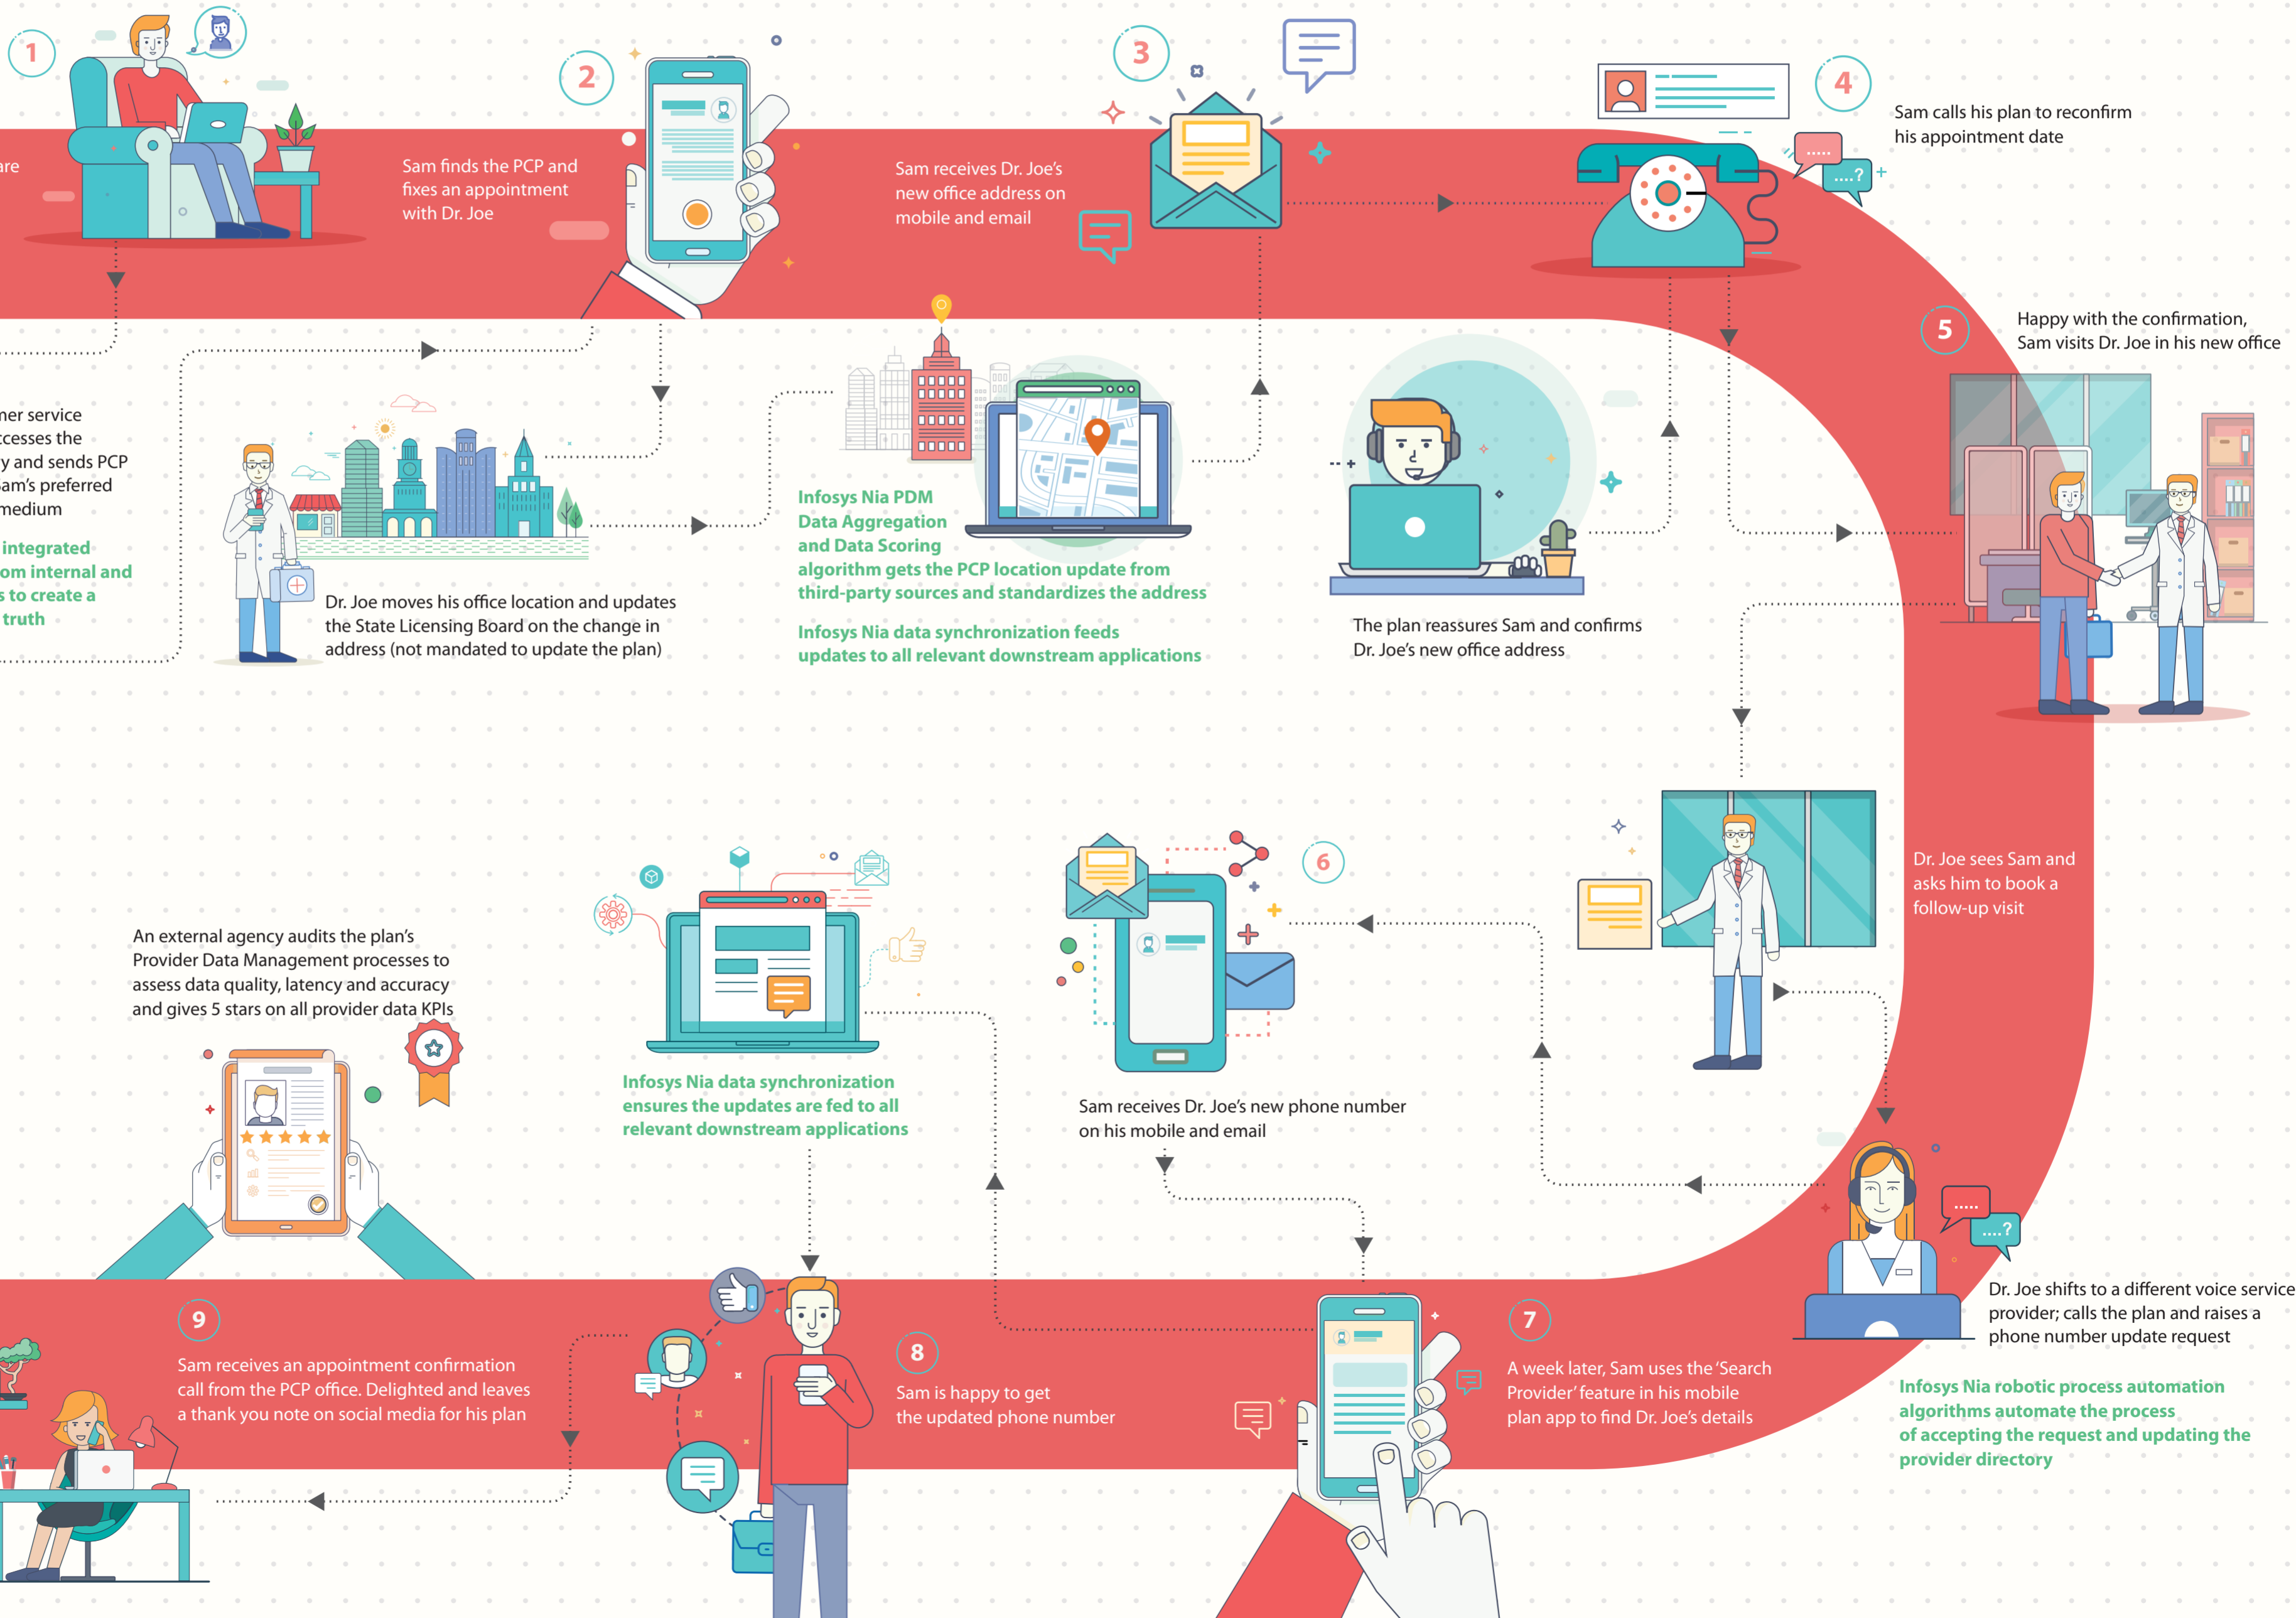 1
are
2
Sam finds the PCP and
fixes an appointment
with Dr. Joe
3
Sam receives Dr. Joe's
new office address on
mobile and email
4
Sam calls his plan to reconfirm
his appointment date
.....
....?
5
Happy with the confirmation,
Sam visits Dr. Joe in his new office
mer service
ccesses the
y and sends PCP
Sam's preferred
medium
integrated
om internal and
s to create a
truth
Dr. Joe moves his office location and updates
the State Licensing Board on the change in
address (not mandated to update the plan)
Infosys Nia PDM
Data Aggregation
and Data Scoring
algorithm gets the PCP location update from
third-party sources and standardizes the address
Infosys Nia data synchronization feeds
updates to all relevant downstream applications
The plan reassures Sam and confirms
Dr. Joe's new office address
Dr. Joe sees Sam and
asks him to book a
follow-up visit
6
Sam receives Dr. Joe's new phone number
on his mobile and email
Infosys Nia data synchronization
ensures the updates are fed to all
relevant downstream applications
An external agency audits the plan's
Provider Data Management processes to
assess data quality, latency and accuracy
and gives 5 stars on all provider data KPIs
.....
....?
Dr. Joe shifts to a different voice service
provider; calls the plan and raises a
phone number update request
Infosys Nia robotic process automation
algorithms automate the process
of accepting the request and updating the
provider directory
7
A week later, Sam uses the 'Search
Provider' feature in his mobile
plan app to find Dr. Joe's details
8
Sam is happy to get
the updated phone number
9
Sam receives an appointment confirmation
call from the PCP office. Delighted and leaves
a thank you note on social media for his plan